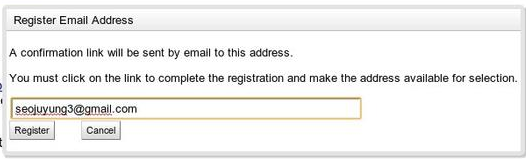 Register Email Address
A confirmation link will be sent by email to this address.
You must click on the link to complete the registration and make the address available for selection.
seojuyung3@gmail.com
Register Cancel